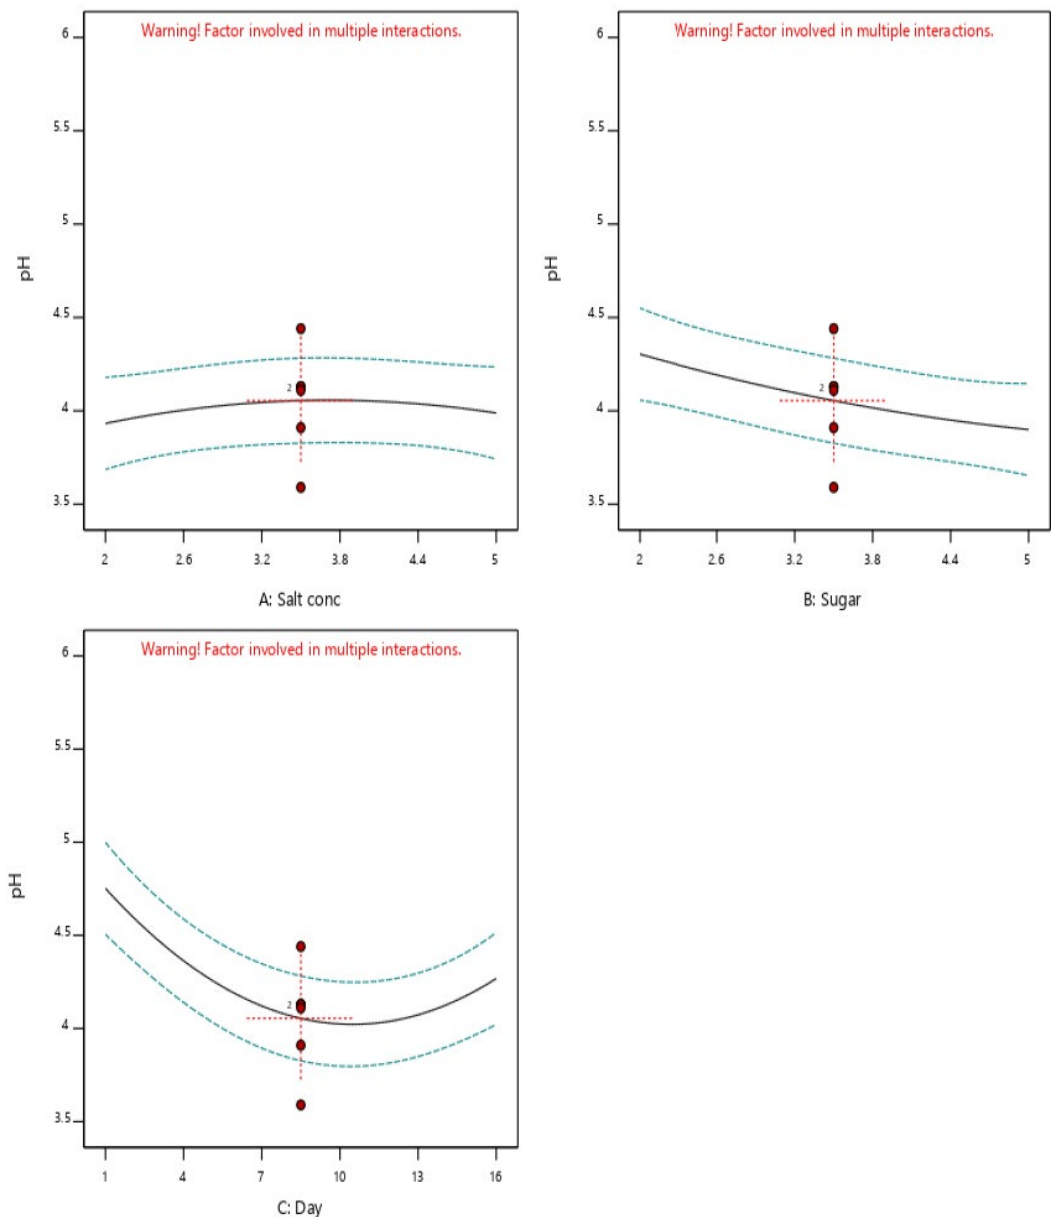 Warning! Factor involved in multiple interactions.
6
5.5
5
4.5
4
3.5
pH
2
2 2.6 3.2 3.8 4.4 5
A: Salt conc
Warning! Factor involved in multiple interactions.
6
5.5
5
4.5
4
3.5
pH
2
2 2.6 3.2 3.8 4.4 5
B: Sugar
Warning! Factor involved in multiple interactions.
6
5.5
5
4.5
4
3.5
pH
2
1 4 7 10 13 16
C: Day